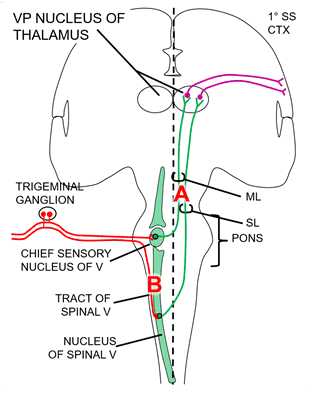 VP NUCLEUS OF
THALAMUS
1° SS
CTX
TRIGEMINAL
GANGLION
A
ML
SL
PONS
CHIEF SENSORY
NUCLEUS OF V
B
TRACT OF
SPINAL V
NUCLEUS
OF SPINAL V